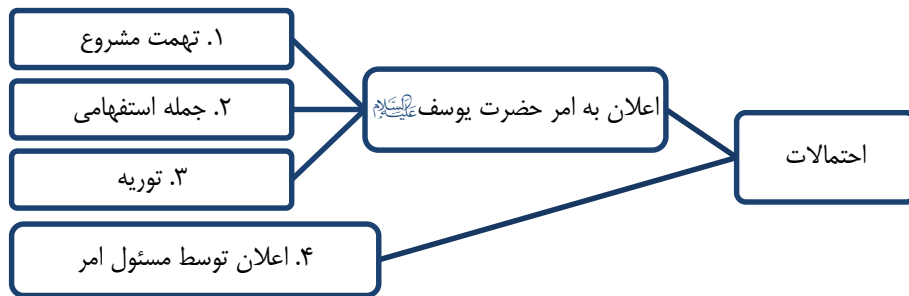 احتمالات
اعلان به امر حضرت یوسف علیه‌السلام
۱. تهمت مشروع
۲. جمله استفهامی
۳. توریه
۴. اعلان توسط مسئول امر